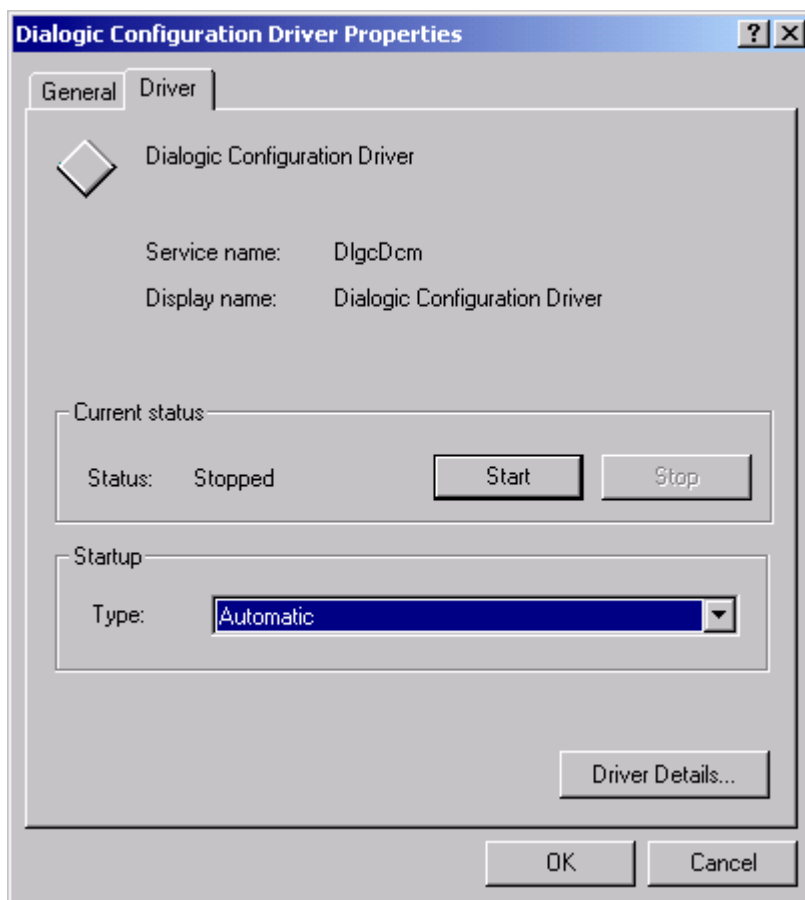 Dialogic Configuration Driver Properties
General Driver
Dialogic Configuration Driver
Service name: DlgcDcm
Display name: Dialogic Configuration Driver
Current status
Status: Stopped Start Stop
Startup
Type: Automatic
Driver Details...
OK Cancel